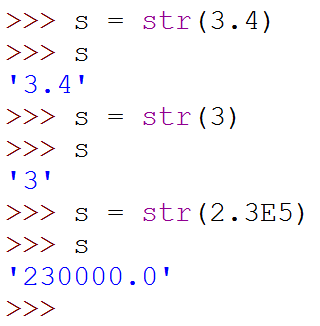 >>> s = str(3.4)
>>> s
'3.4'
>>> s = str(3)
>>> s
'3'
>>> s = str(2.3E5)
>>> s
'230000.0'
>>>